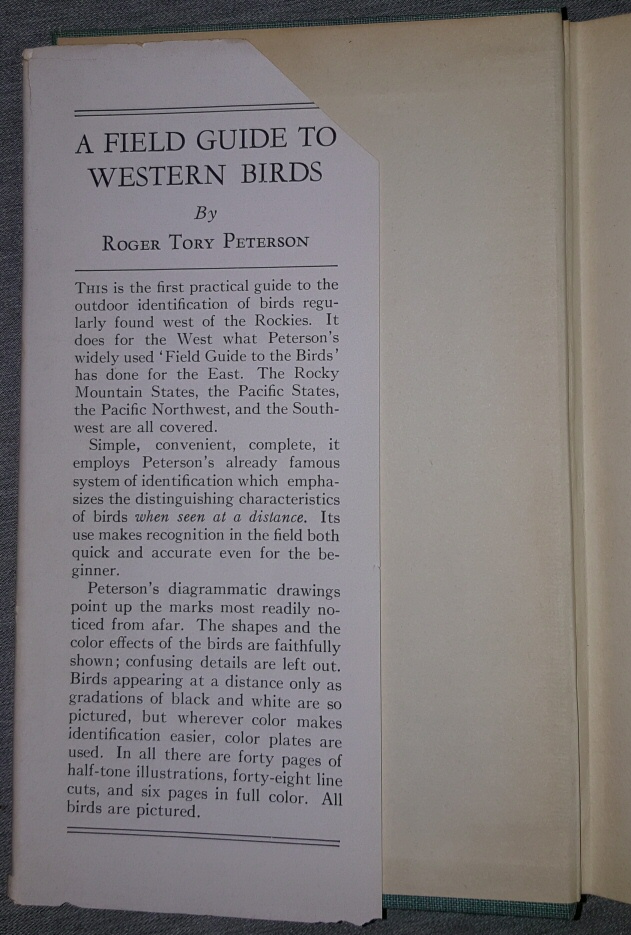 A FIELD GUIDE TO
WESTERN BIRDS
By
ROGER TORY PETERSON
THIS is the first practical guide to the
outdoor identification of birds regu-
larly found west of the Rockies. It
does for the West what Peterson's
widely used 'Field Guide to the Birds'
has done for the East. The Rocky
Mountain States, the Pacific States,
the Pacific Northwest, and the South-
west are all covered.
Simple, convenient, complete, it
employs Peterson's already famous
system of identification which empha-
sizes the distinguishing characteristics
of birds when seen at a distance. Its
use makes recognition in the field both
quick and accurate even for the be-
ginner.
Peterson's diagrammatic drawings
point up the marks most readily no-
ticed from afar. The shapes and the
color effects of the birds are faithfully
shown; confusing details are left out.
Birds appearing at a distance only as
gradations of black and white are so
pictured, but wherever color makes
identification easier, color plates are
used. In all there are forty pages of
half-tone illustrations, forty-eight line
cuts, and six pages in full color. All
birds are pictured.